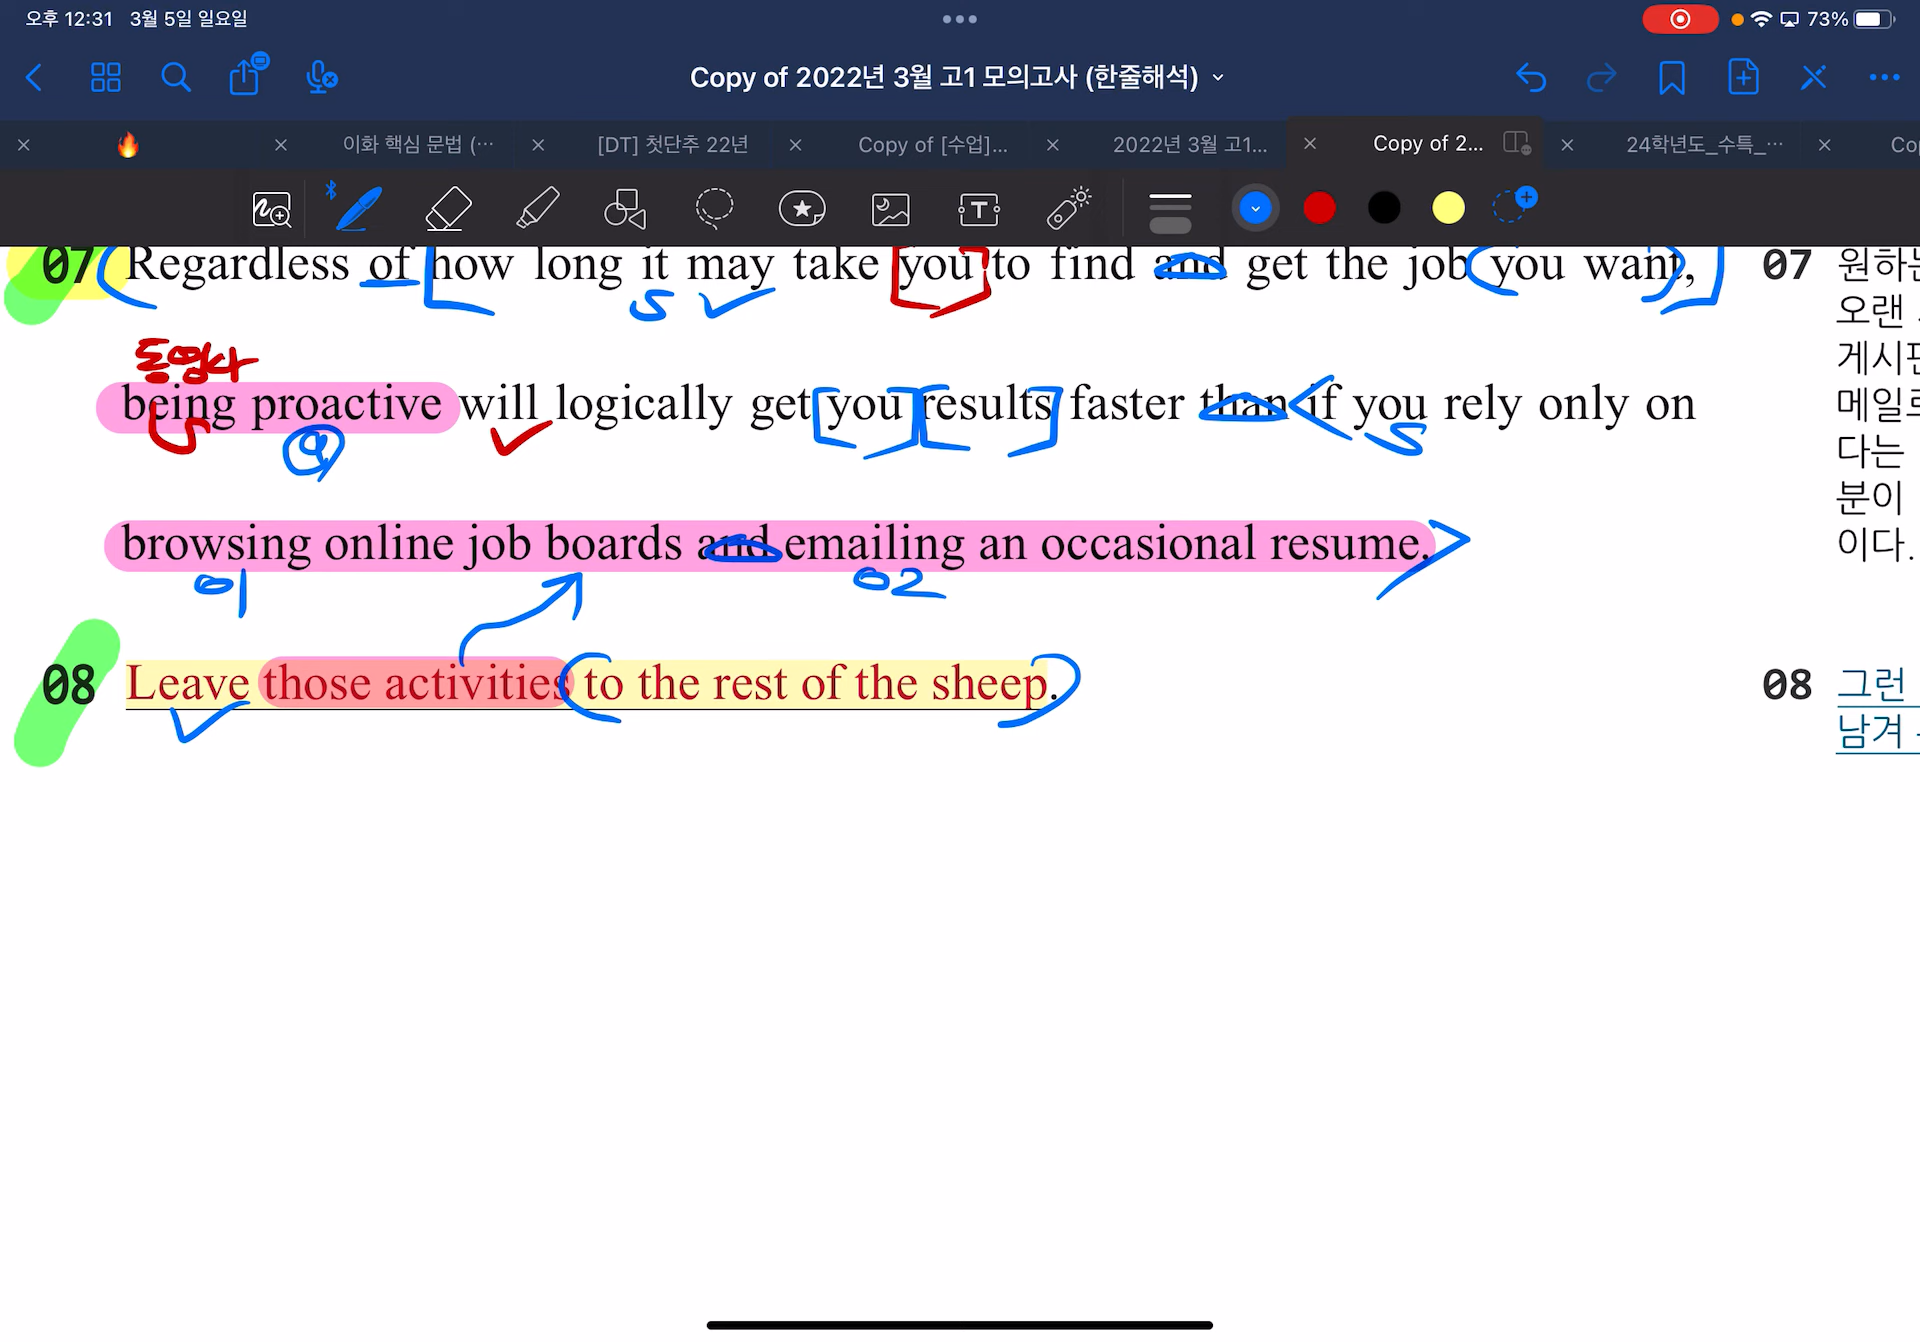 오후 12:31 3월 5일 일요일
73%
Copy of 2022년 3월 고1 모의고사 (한줄해석)
이화 핵심 문법 (… [DT] 첫단추 22년 Copy of [수업]... 2022년 3월 고1... Copy of 2... 24학년도_수특_… Co
07 Regardless of how long it may take you to find and get the job you want,
S
동명사
being proactive will logically get you results faster than if you rely only on
S
S
browsing online job boards and emailing an occasional resume.
01 02
08 Leave those activities to the rest of the sheep.
07 원하는
오랜
게시판
메일로
다는
분이
이다.
08 그런
남겨